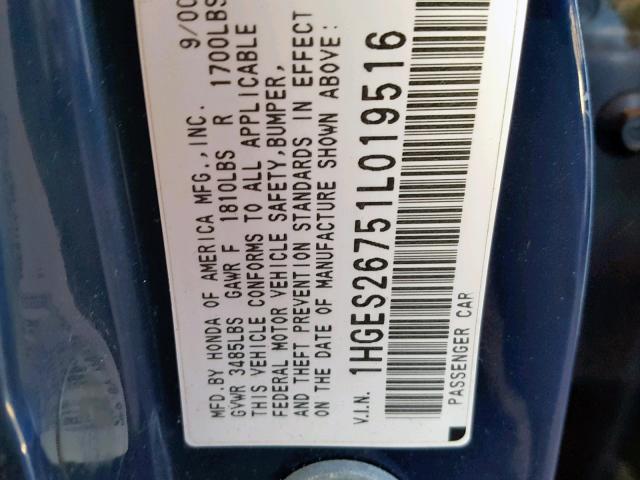 MFD. BY HONDA OF AMERICA MFG.,INC. 9/00
GVWR 3485LBS GAWR F 1810LBS R 1700LBS
THIS VEHICLE CONFORMS TO ALL APPLICABLE
FEDERAL MOTOR VEHICLE SAFETY,BUMPER,
AND THEFT PREVENTION STANDARDS IN EFFECT
ON THE DATE OF MANUFACTURE SHOWN ABOVE:
V.I.N. 1HGES26751L019516
PASSENGER CAR